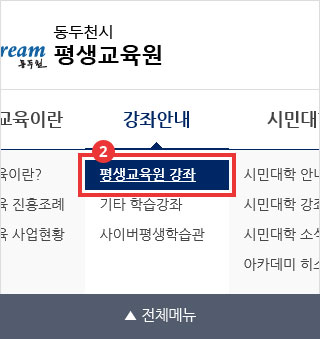 동두천시
ream 동두천 평생교육원
교육이란 강좌안내 시민대
2
육이란? 평생교육원 강좌 시민대학 안니
육 진흥조례 기타 학습강좌 시민대학 강좌
육 사업현황 사이버평생학습관 시민대학 소식
아카데미 히스
▲ 전체메뉴